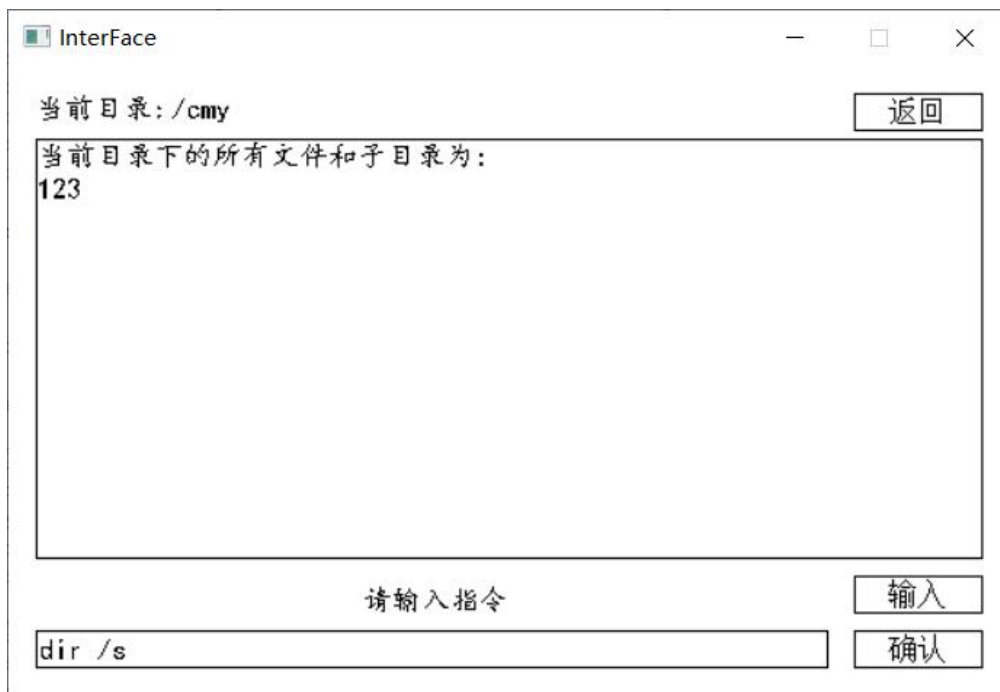 InterFace
当前目录:/cmy
返回
当前目录下的所有文件和子目录为:
123
请输入指令
输入
dir /s
确认